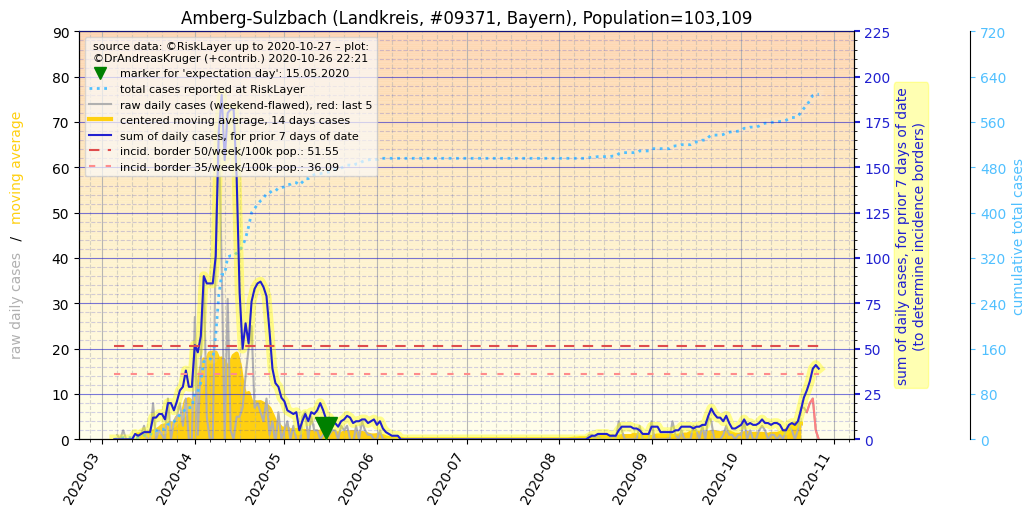 Amberg-Sulzbach (Landkreis, #09371, Bayern), Population=103,109
source data: ©RiskLayer up to 2020-10-27 – plot:
©DrAndreasKruger (+contrib.) 2020-10-26 22:21
marker for 'expectation day': 15.05.2020
total cases reported at RiskLayer
raw daily cases (weekend-flawed), red: last 5
centered moving average, 14 days cases
sum of daily cases, for prior 7 days of date
incid. border 50/week/100k pop.: 51.55
incid. border 35/week/100k pop.: 36.09
raw daily cases / moving average
90
80
70
60
50
40
30
20
10
0
225
200
175
150
125
100
75
50
25
0
sum of daily cases, for prior 7 days of date
(to determine incidence borders)
720
640
560
480
400
320
240
160
80
0
cumulative total cases
2020-03
2020-04
2020-05
2020-06
2020-07
2020-08
2020-09
2020-10
2020-11